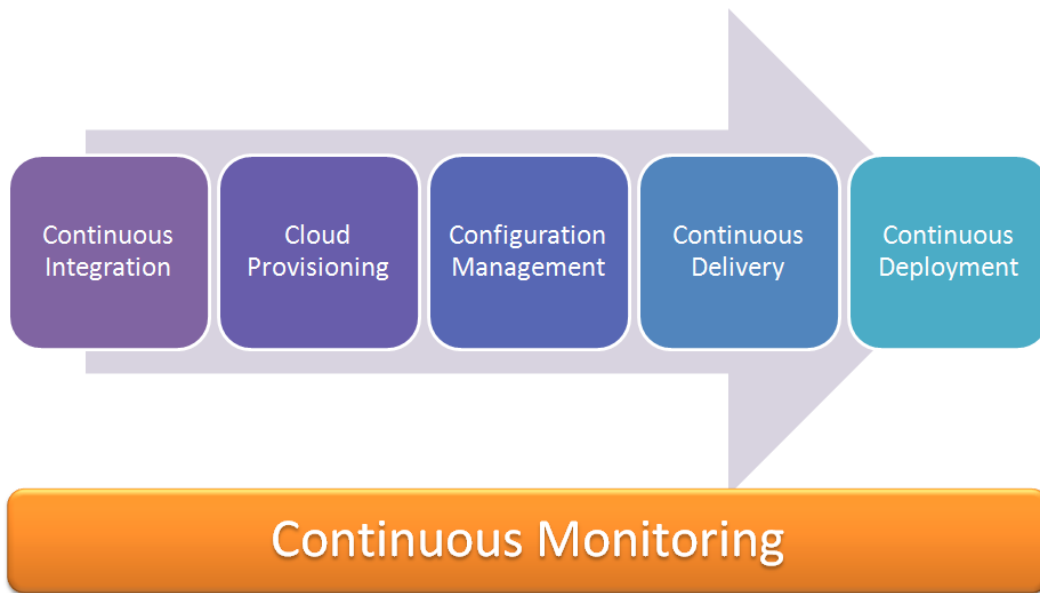 Continuous
Integration
Cloud
Provisioning
Configuration
Management
Continuous
Delivery
Continuous
Deployment
Continuous Monitoring